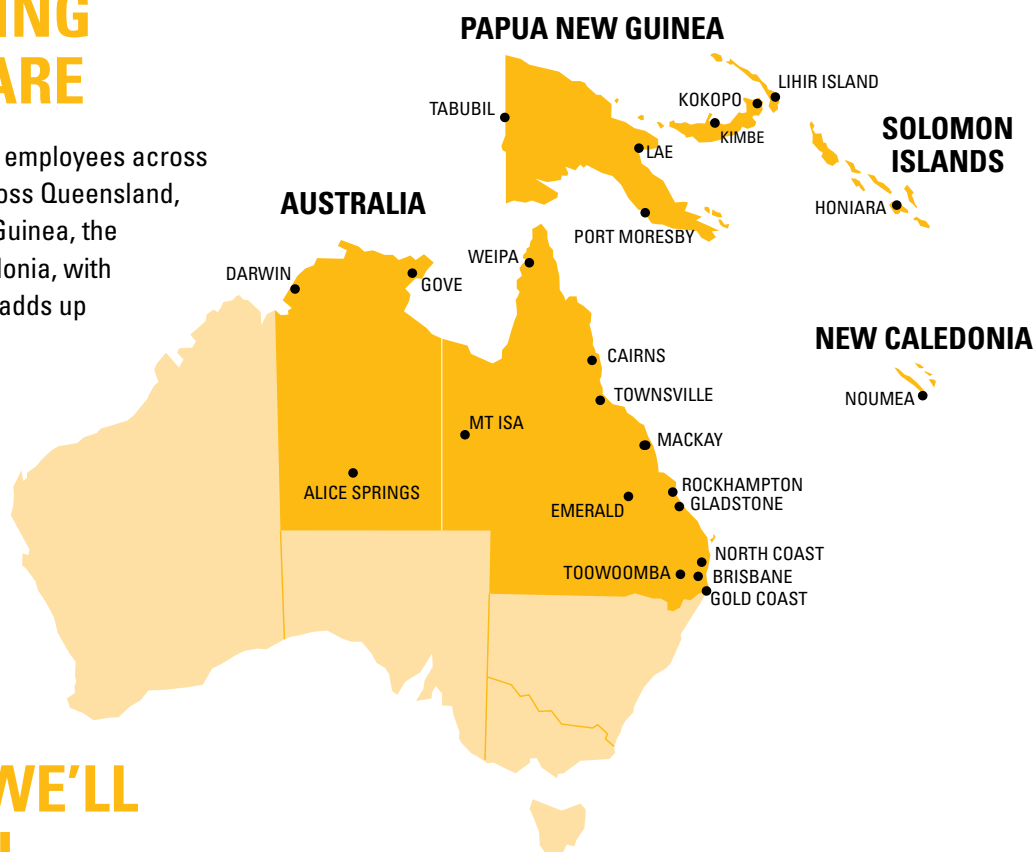 ING
ARE
employees across
oss Queensland,
Guinea, the
donia, with
adds up
WE'LL
PAPUA NEW GUINEA
TABUBIL
KOKOPO
LIHIR ISLAND
KIMBE
LAE
PORT MORESBY
SOLOMON
ISLANDS
HONIARA
AUSTRALIA
DARWIN
GOVE
WEIPA
CAIRNS
TOWNSVILLE
MT ISA
MACKAY
ALICE SPRINGS
ROCKHAMPTON
GLADSTONE
EMERALD
NORTH COAST
TOOWOOMBA
BRISBANE
GOLD COAST
NEW CALEDONIA
NOUMEA